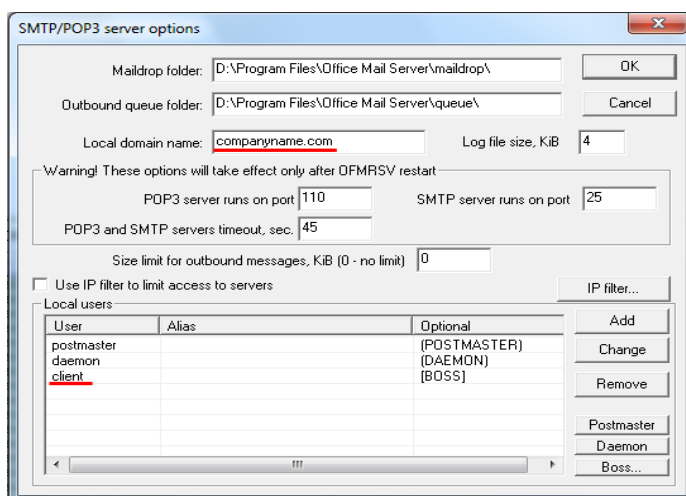 SMTP/POP3 server options
Maildrop folder: D:\Program Files\Office Mail Server\maildrop\ OK
Outbound queue folder: D:\Program Files\Office Mail Server\queue\ Cancel
Local domain name: companyname.com Log file size, KiB 4
Warning! These options will take effect only after OFMRSV restart
POP3 server runs on port 110 SMTP server runs on port 25
POP3 and SMTP servers timeout, sec. 45
Size limit for outbound messages, KiB (0 - no limit) 0
Use IP filter to limit access to servers IP filter...
Local users
User Alias Optional Add
postmaster (POSTMASTER)
daemon (DAEMON) Change
client [BOSS]
Remove
Postmaster
Daemon
Boss...